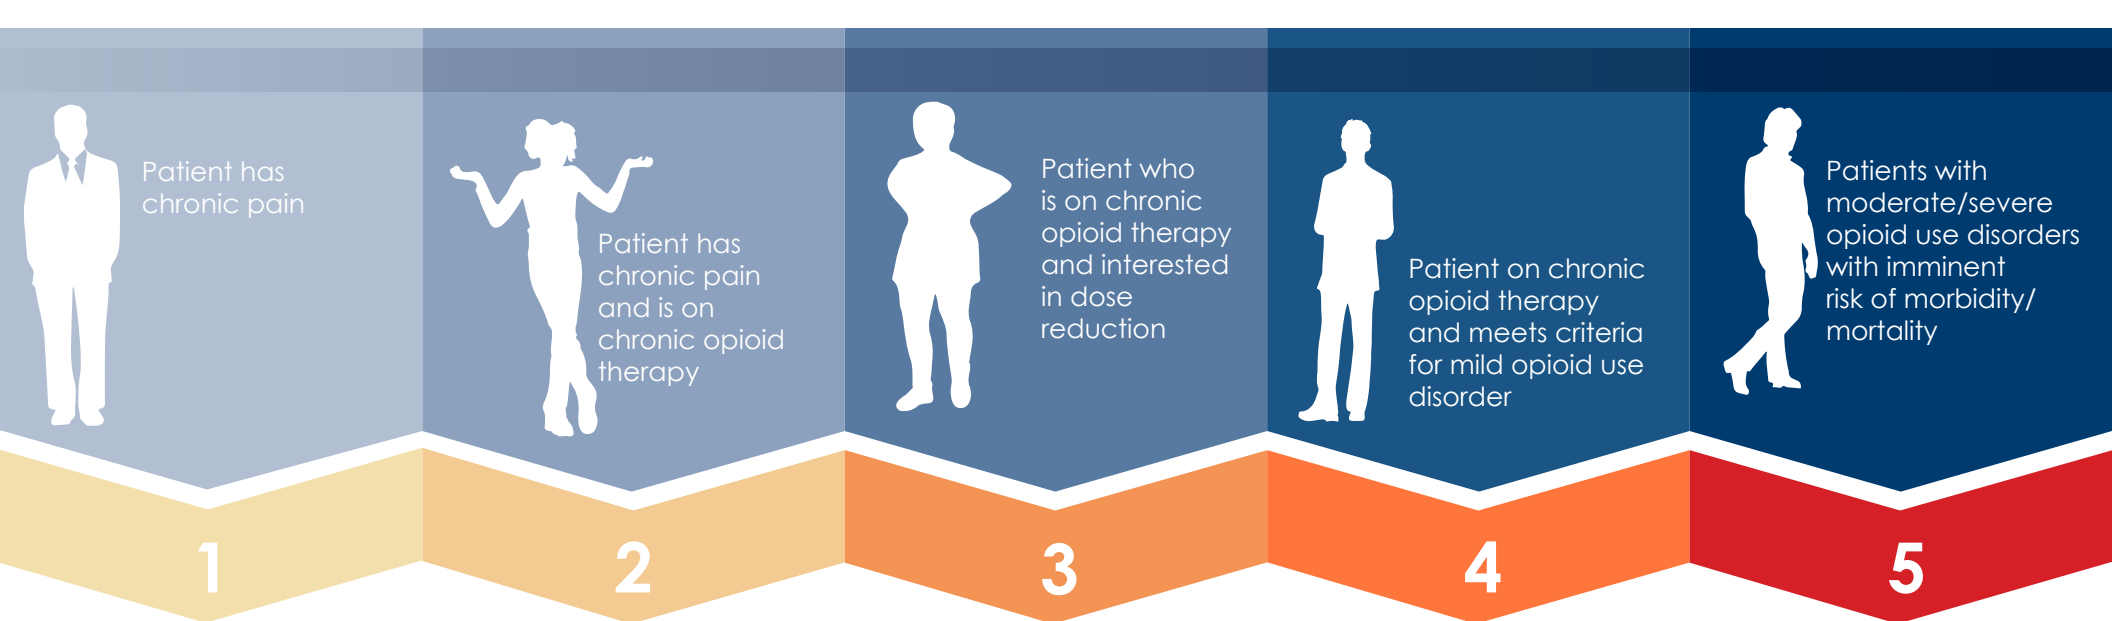 Patient has
chronic pain
Patient has
chronic pain
and is on
chronic opioid
therapy
Patient who
is on chronic
opioid therapy
and interested
in dose
reduction
Patient on chronic
opioid therapy
and meets criteria
for mild opioid use
disorder
Patients with
moderate/severe
opioid use disorders
with imminent
risk of morbidity/
mortality
1
2
3
4
5